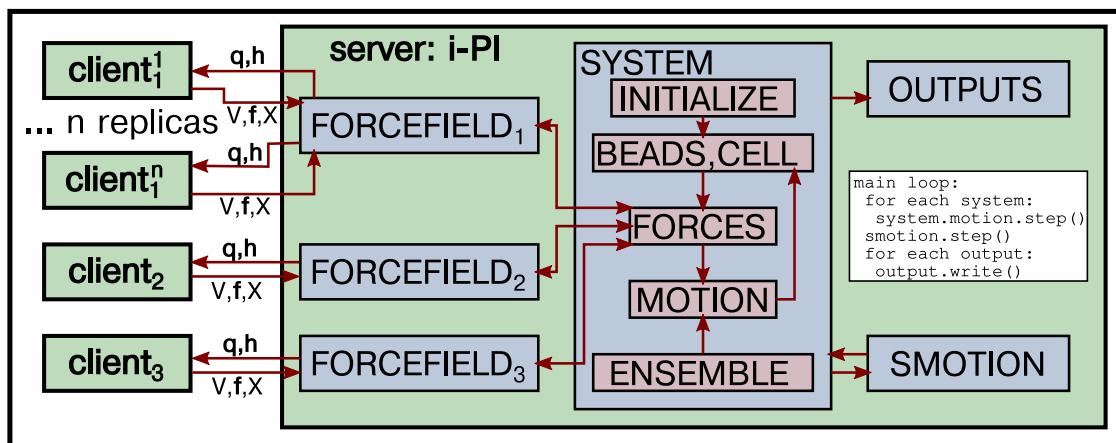 server: i-PI
client₁¹
q,h
V,f,X
... n replicas
client₁ⁿ
q,h
V,f,X
client₂
q,h
V,f,X
client₃
q,h
V,f,X
FORCEFIELD₁
FORCEFIELD₂
FORCEFIELD₃
SYSTEM
INITIALIZE
BEADS,CELL
FORCES
MOTION
ENSEMBLE
OUTPUTS
main loop:
for each system:
system.motion.step()
smotion.step()
for each output:
output.write()
SMOTION